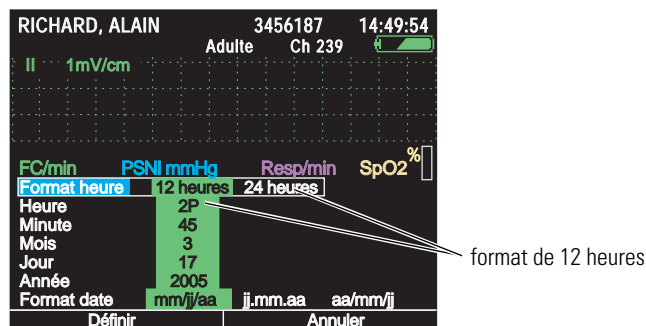 RICHARD, ALAIN 3456187 14:49:54
Adulte Ch 239
II 1mV/cm
FC/min PSNI mmHg Resp/min SpO2 %
Format heure 12 heures 24 heures
Heure 2P
format de 12 heures
Minute 45
Mois 3
Jour 17
Année 2005
Format date mm/jj/aa jj.mm.aa aa/mm/jj
Définir Annuler